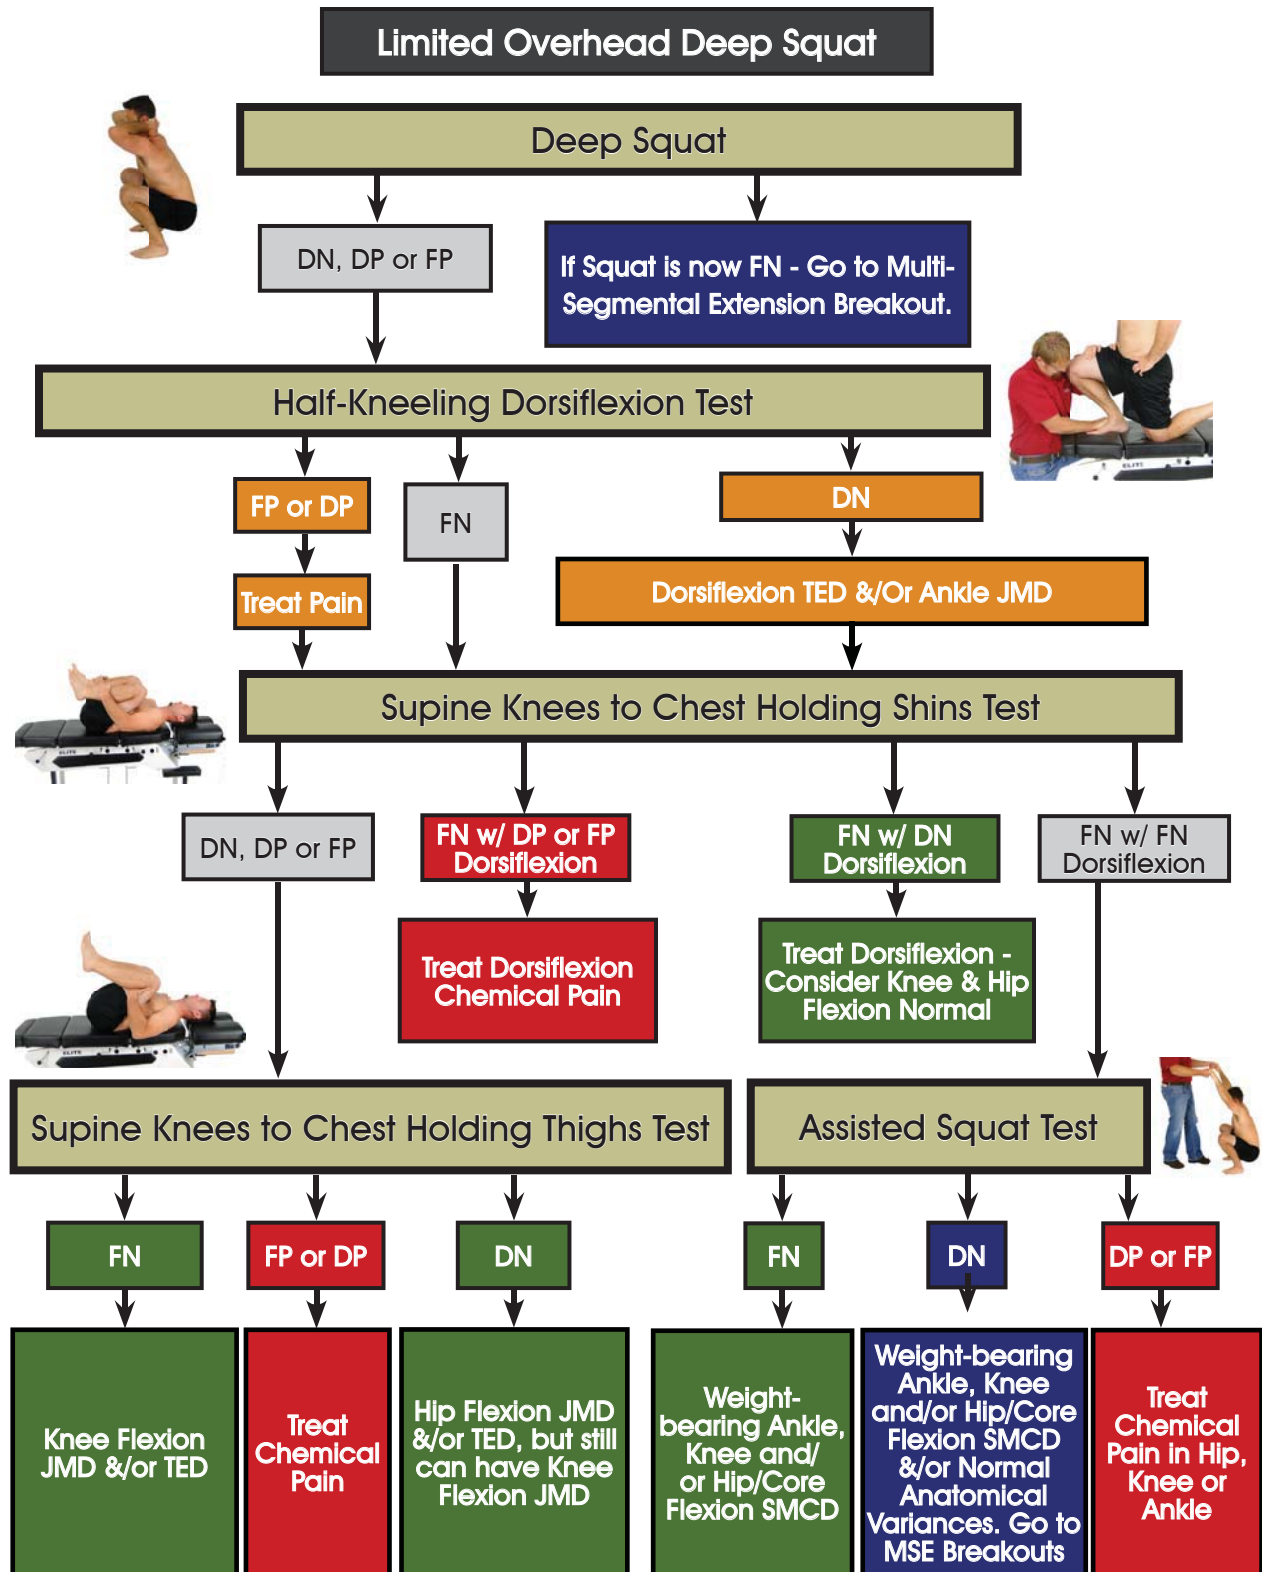 Limited Overhead Deep Squat
Deep Squat
DN, DP or FP
If Squat is now FN - Go to Multi-
Segmental Extension Breakout.
Half-Kneeling Dorsiflexion Test
FP or DP
FN
DN
Treat Pain
Dorsiflexion TED &/Or Ankle JMD
ELITE
Supine Knees to Chest Holding Shins Test
ELITE
DN, DP or FP
FN w/ DP or FP
Dorsiflexion
FN w/ DN
Dorsiflexion
FN w/ FN
Dorsiflexion
Treat Dorsiflexion
Chemical Pain
Treat Dorsiflexion -
Consider Knee & Hip
Flexion Normal
ELITE
Supine Knees to Chest Holding Thighs Test
Assisted Squat Test
FN
FP or DP
DN
FN
DN
DP or FP
Knee Flexion
JMD &/or TED
Treat
Chemical
Pain
Hip Flexion JMD
&/or TED, but still
can have Knee
Flexion JMD
Weight-
bearing Ankle,
Knee and/
or Hip/Core
Flexion SMCD
Weight-bearing
Ankle, Knee
and/or Hip/Core
Flexion SMCD
&/or Normal
Anatomical
Variances. Go to
MSE Breakouts
Treat
Chemical
Pain in Hip,
Knee or
Ankle